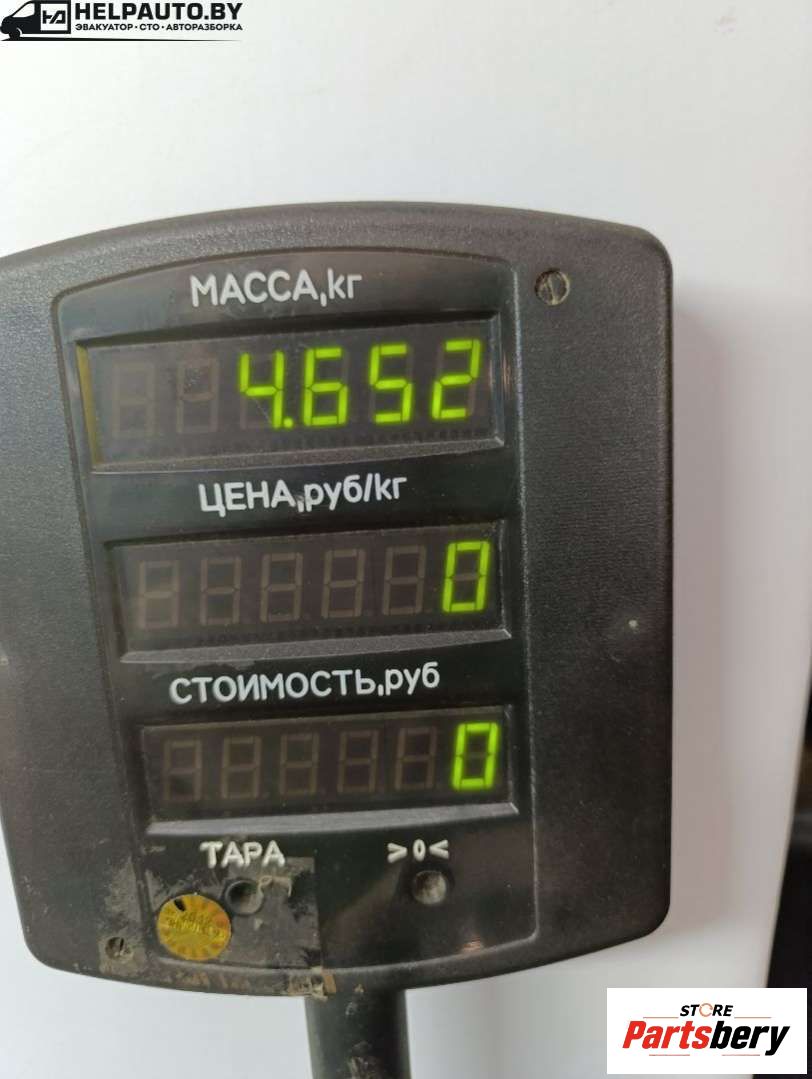 HELPAUTO.BY
ЭВАКУАТОР·СТО·АВТОРАЗБОРКА
МАССА,кг
4.652
ЦЕНА,руб/кг
0
СТОИМОСТЬ,руб
0
ТАРА >0<
STORE
Partsbery